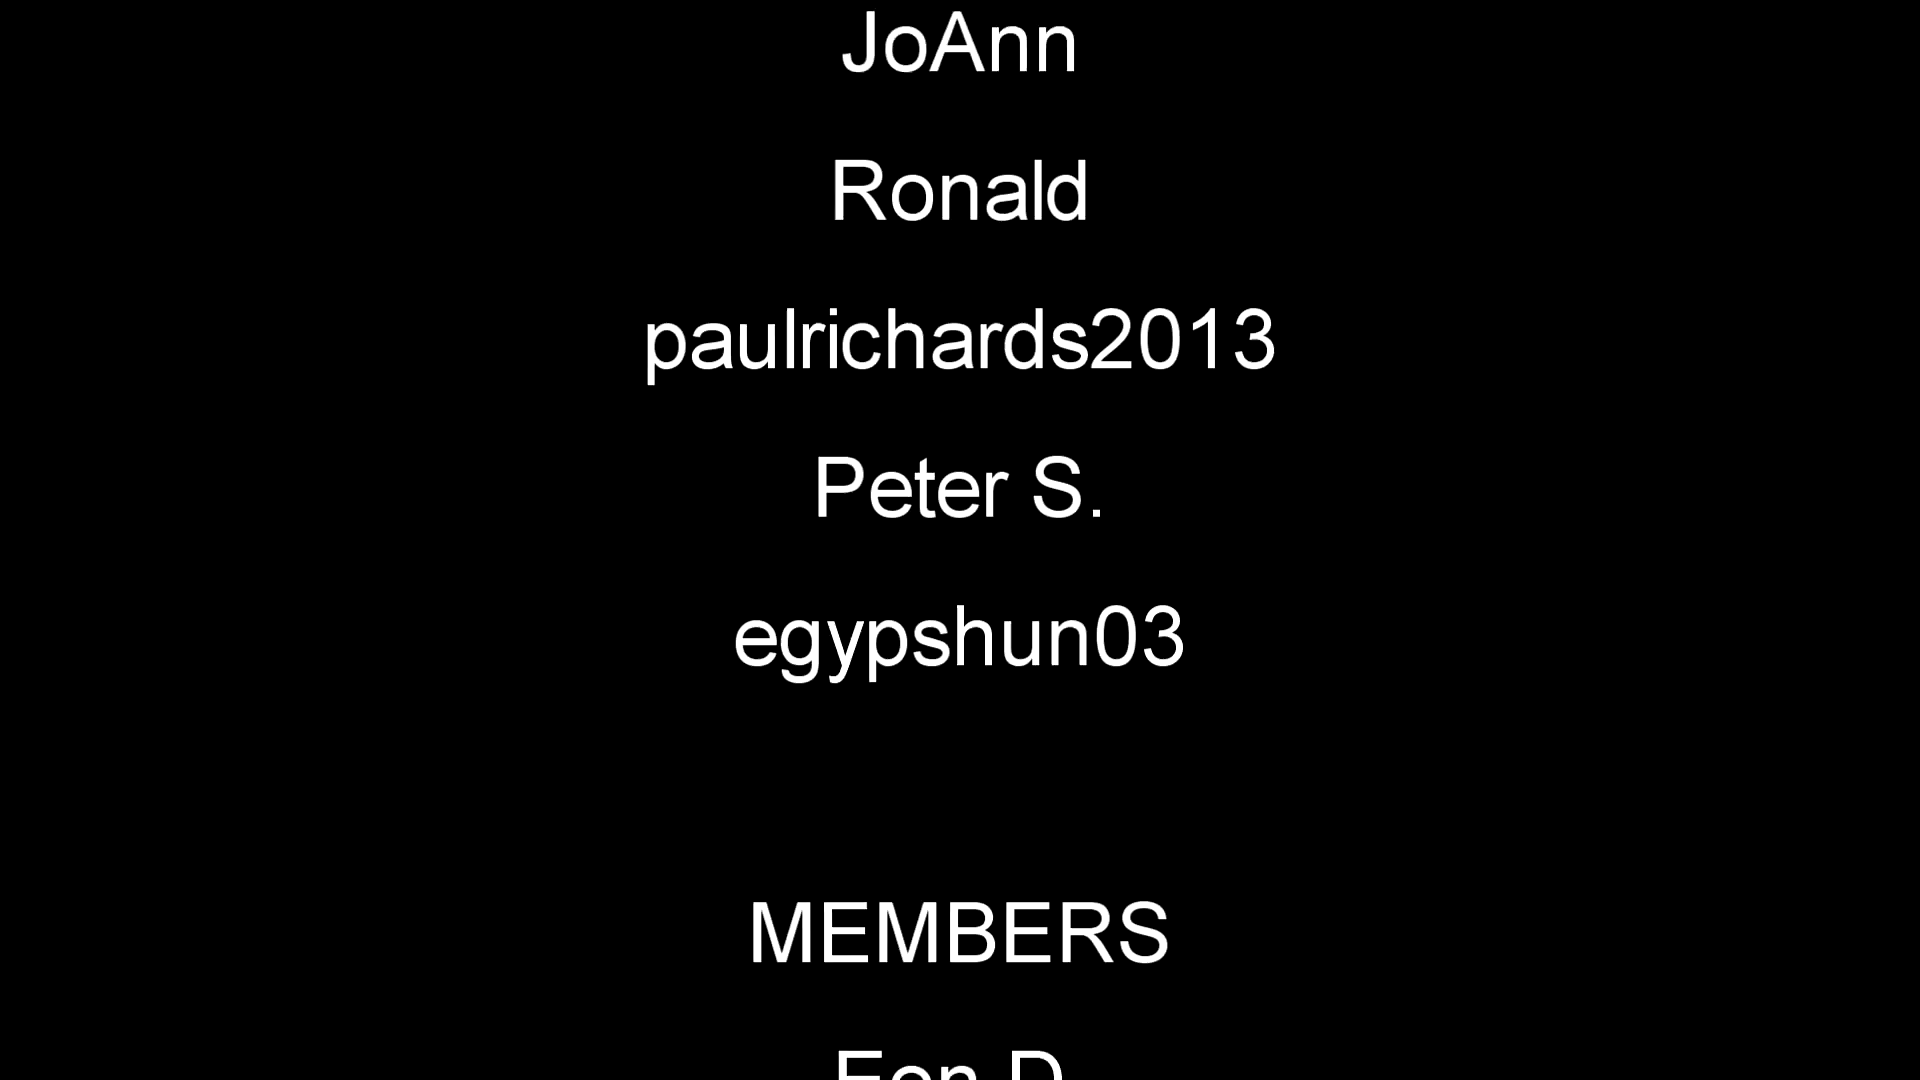 JoAnn
Ronald
paulrichards2013
Peter S.
egypshun03
MEMBERS